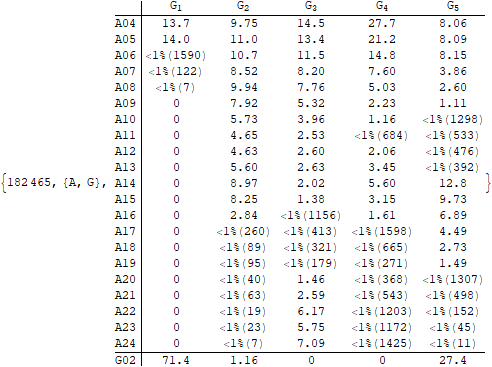 G1 G2 G3 G4 G5
A04 13.7 9.75 14.5 27.7 8.06
A05 14.0 11.0 13.4 21.2 8.09
A06 <1%(1590) 10.7 11.5 14.8 8.15
A07 <1%(122) 8.52 8.20 7.60 3.86
A08 <1%(7) 9.94 7.76 5.03 2.60
A09 0 7.92 5.32 2.23 1.11
A10 0 5.73 3.96 1.16 <1%(1298)
A11 0 4.65 2.53 <1%(684) <1%(533)
A12 0 4.63 2.60 2.06 <1%(476)
A13 0 5.60 2.63 3.45 <1%(392)
{182465, {A, G}, A14 0 8.97 2.02 5.60 12.8 }
A15 0 8.25 1.38 3.15 9.73
A16 0 2.84 <1%(1156) 1.61 6.89
A17 0 <1%(260) <1%(413) <1%(1598) 4.49
A18 0 <1%(89) <1%(321) <1%(665) 2.73
A19 0 <1%(95) <1%(179) <1%(271) 1.49
A20 0 <1%(40) 1.46 <1%(368) <1%(1307)
A21 0 <1%(63) 2.59 <1%(543) <1%(498)
A22 0 <1%(19) 6.17 <1%(1203) <1%(152)
A23 0 <1%(23) 5.75 <1%(1172) <1%(45)
A24 0 <1%(7) 7.09 <1%(1425) <1%(11)
G02 71.4 1.16 0 0 27.4